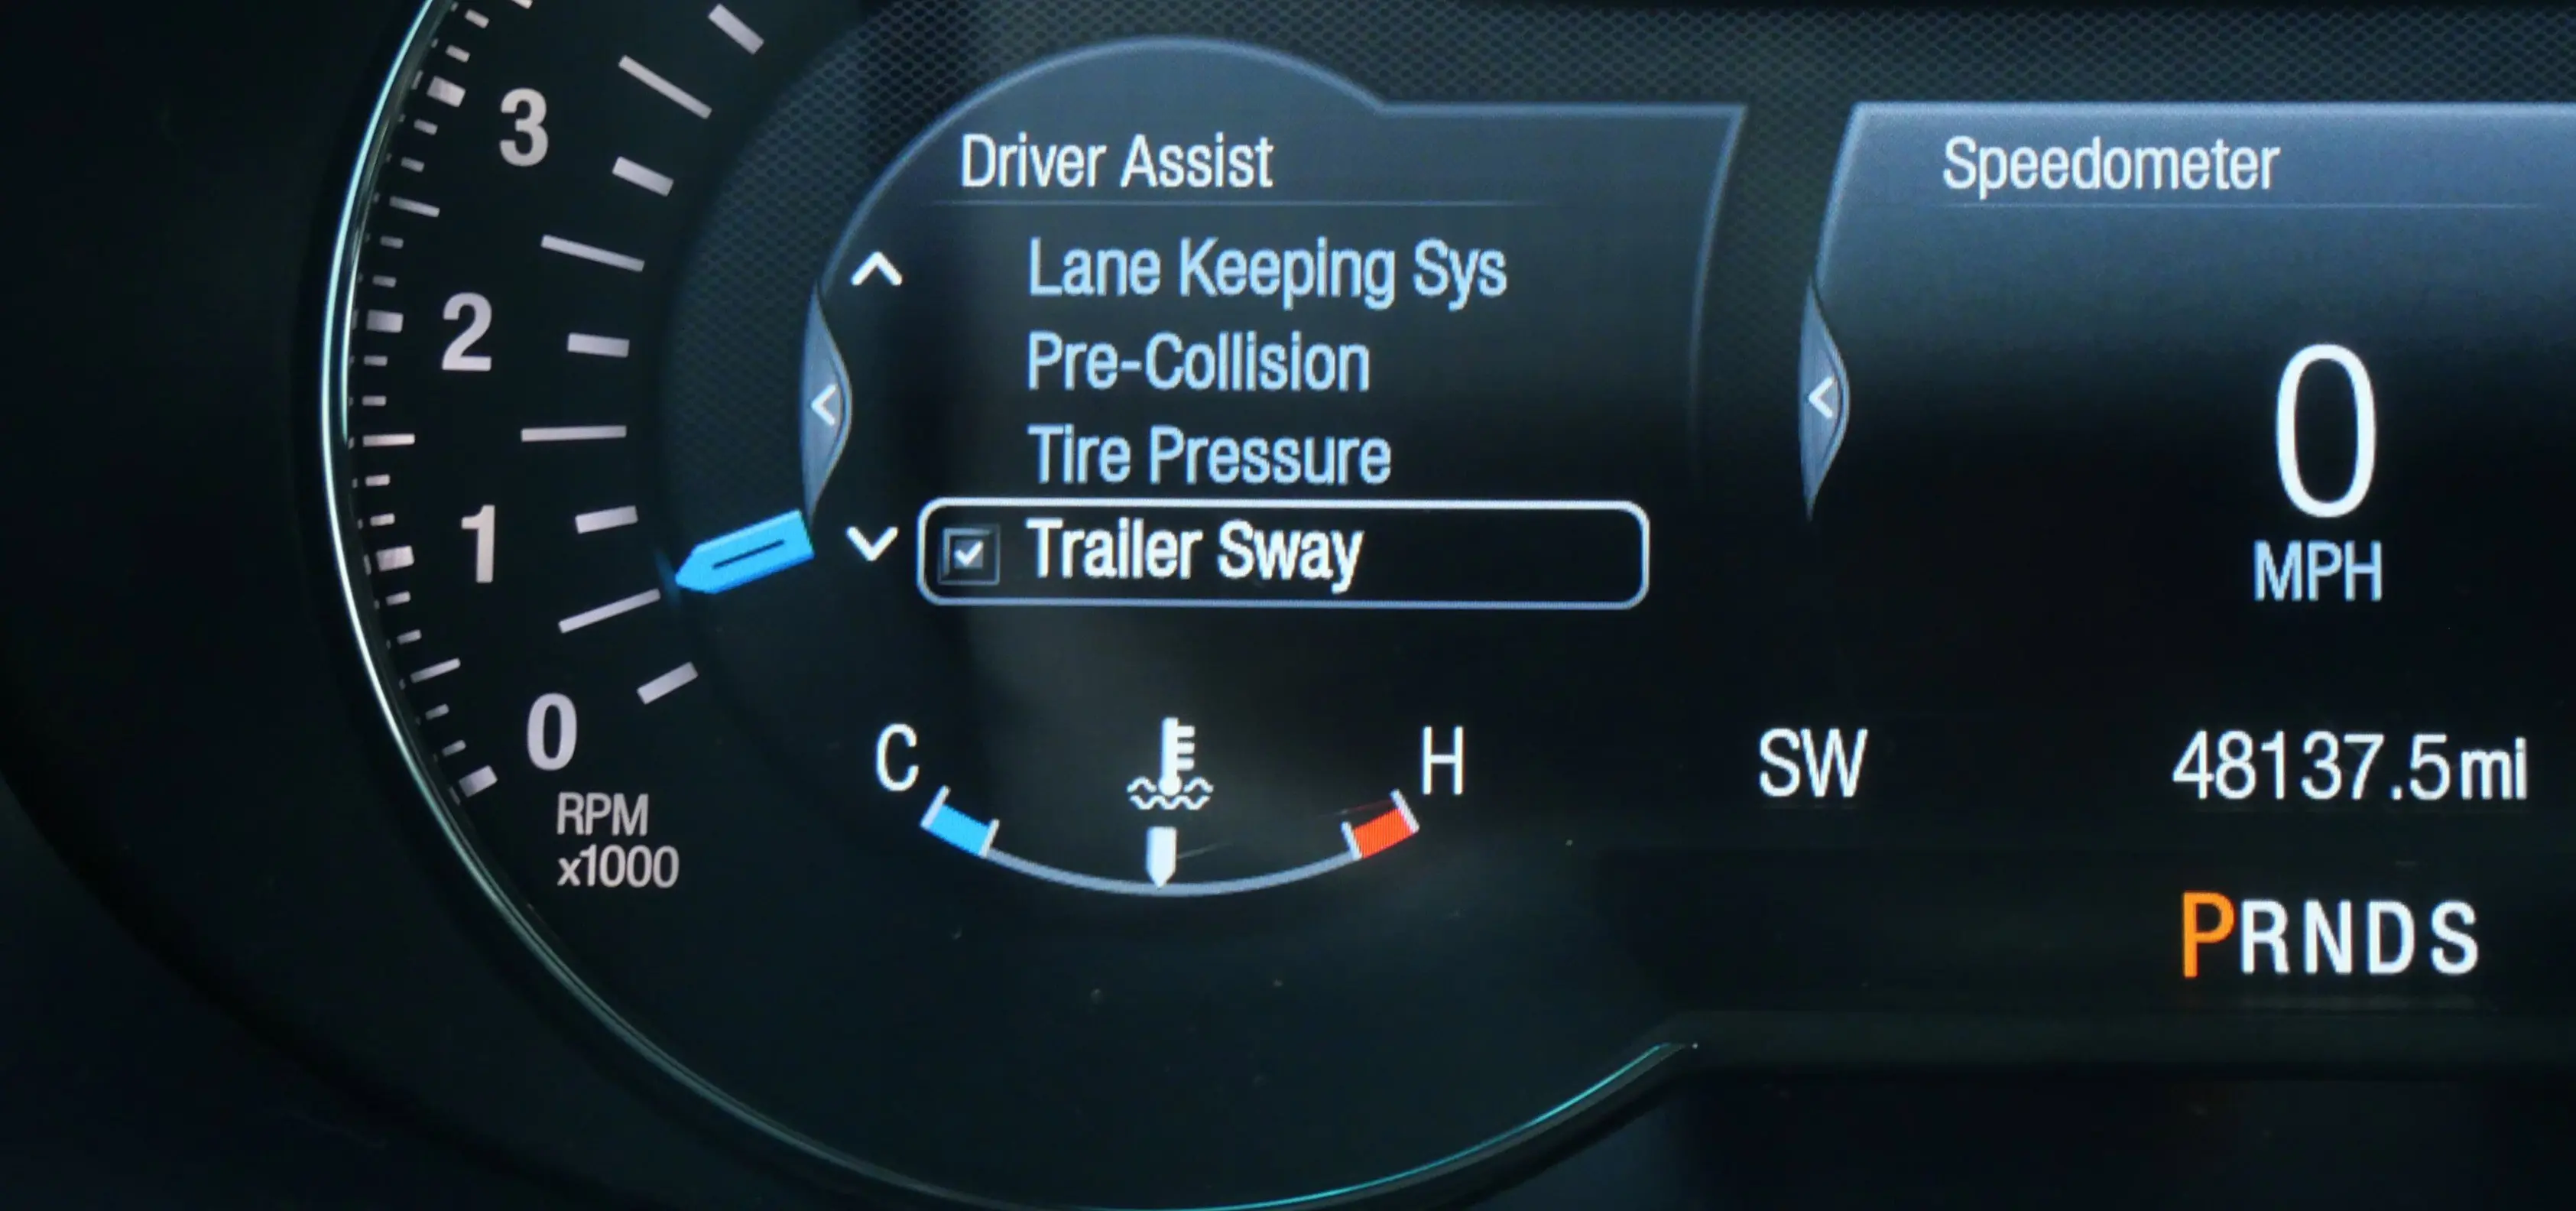 3
2
1
0
RPM
x1000
Driver Assist
Lane Keeping Sys
Pre-Collision
Tire Pressure
Trailer Sway
C
H
Speedometer
0
MPH
SW
48137.5mi
PRNDS